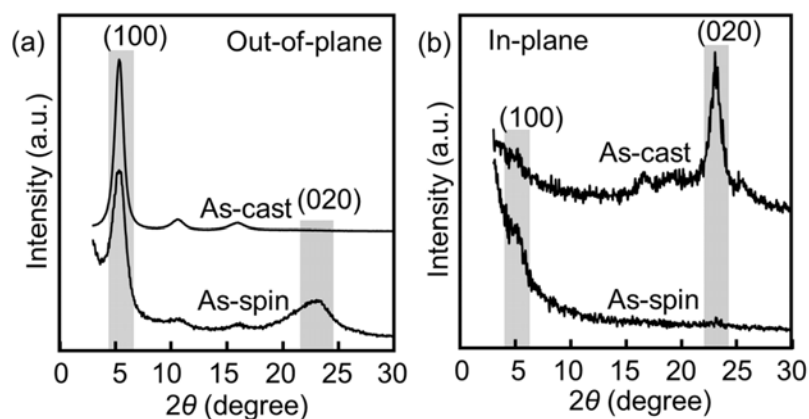 (a)
(100)
Out-of-plane
As-cast
(020)
As-spin
Intensity (a.u.)
0 5 10 15 20 25 30
2θ (degree)
(b)
In-plane
(020)
(100)
As-cast
As-spin
Intensity (a.u.)
0 5 10 15 20 25 30
2θ (degree)